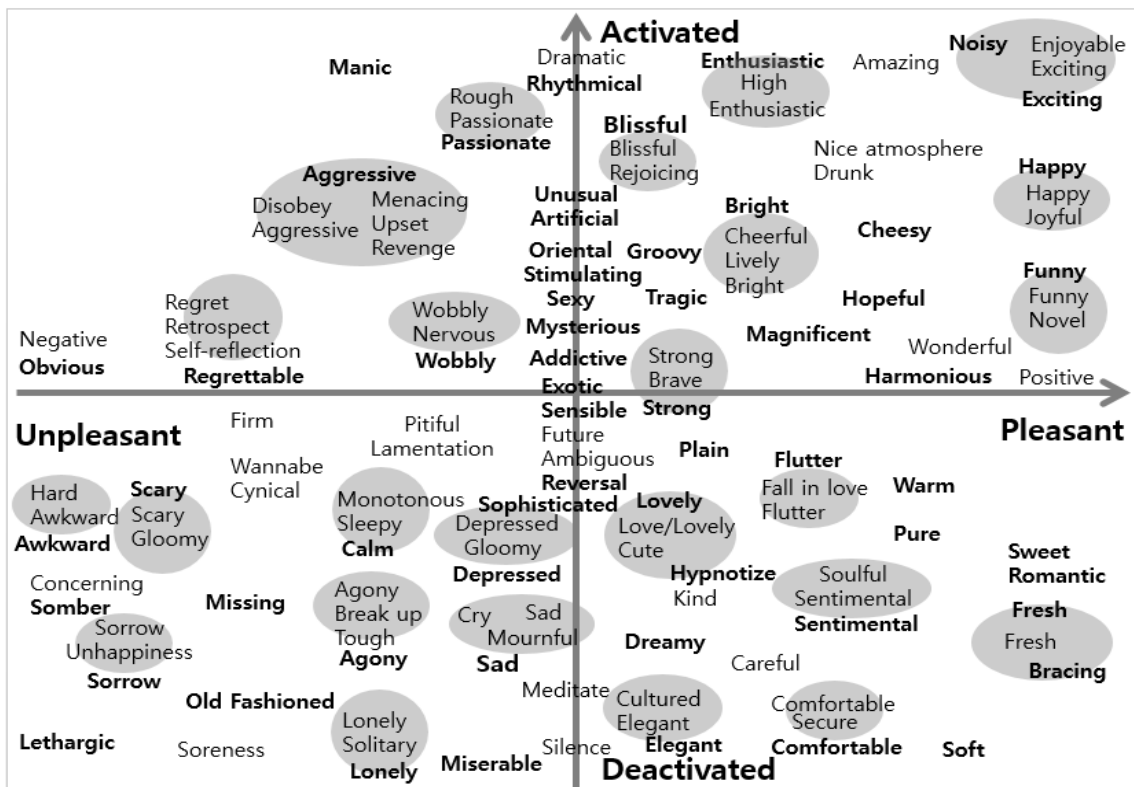 Activated
Manic
Dramatic
Rhythmical
Enthusiastic
High
Enthusiastic
Amazing
Noisy
Enjoyable
Exciting
Exciting
Rough
Passionate
Passionate
Blissful
Blissful
Rejoicing
Nice atmosphere
Drunk
Happy
Happy
Joyful
Aggressive
Disobey
Aggressive
Menacing
Upset
Revenge
Unusual
Artificial
Bright
Cheerful
Lively
Bright
Cheesy
Oriental
Groovy
Stimulating
Funny
Funny
Novel
Regret
Retrospect
Self-reflection
Regrettable
Wobbly
Nervous
Wobbly
Sexy
Tragic
Hopeful
Mysterious
Magnificent
Negative
Obvious
Addictive
Strong
Brave
Strong
Wonderful
Harmonious
Positive
Exotic
Unpleasant
Pleasant
Firm
Pitiful
Lamentation
Sensible
Future
Ambiguous
Reversal
Sophisticated
Plain
Wannabe
Cynical
Flutter
Fall in love
Flutter
Warm
Hard
Awkward
Awkward
Scary
Scary
Gloomy
Monotonous
Sleepy
Calm
Depressed
Gloomy
Depressed
Lovely
Love/Lovely
Cute
Hypnotize
Kind
Pure
Sweet
Romantic
Concerning
Somber
Missing
Agony
Break up
Tough
Agony
Cry
Sad
Mournful
Sad
Soulful
Sentimental
Sentimental
Fresh
Fresh
Bracing
Sorrow
Unhappiness
Sorrow
Dreamy
Careful
Old Fashioned
Meditate
Cultured
Elegant
Elegant
Comfortable
Secure
Comfortable
Soft
Lethargic
Soreness
Lonely
Solitary
Lonely
Miserable
Silence
Deactivated